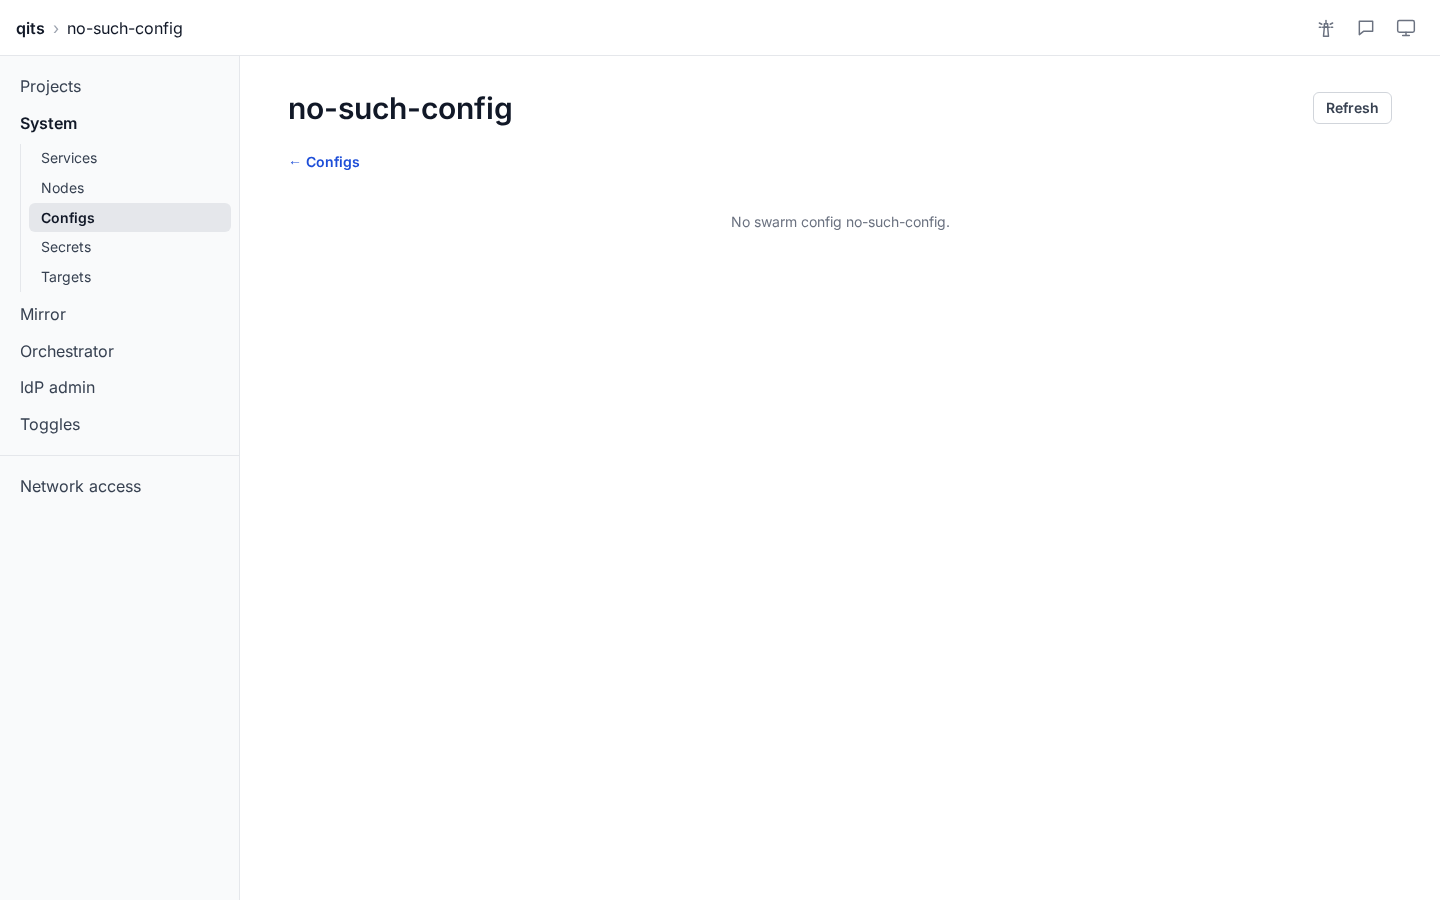 qits › no-such-config
Projects
System
Services
Nodes
Configs
Secrets
Targets
Mirror
Orchestrator
IdP admin
Toggles
Network access
no-such-config
Refresh
← Configs
No swarm config no-such-config.